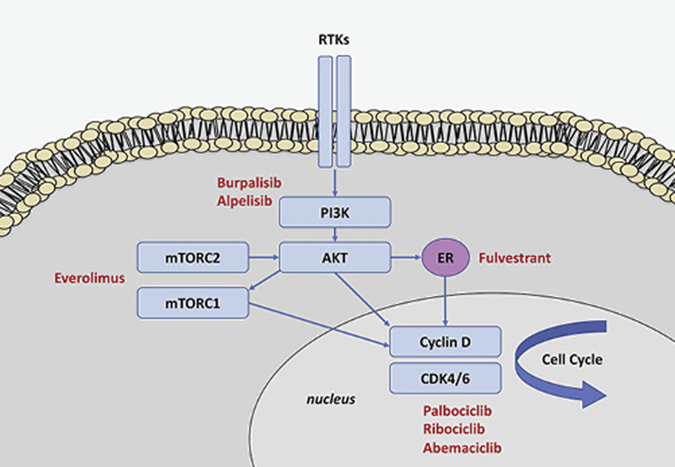 RTKs
Burpalisib
Alpelisib
PI3K
mTORC2
AKT
ER
Fulvestrant
Everolimus
mTORC1
Cyclin D
Cell Cycle
CDK4/6
nucleus
Palbociclib
Ribociclib
Abemaciclib